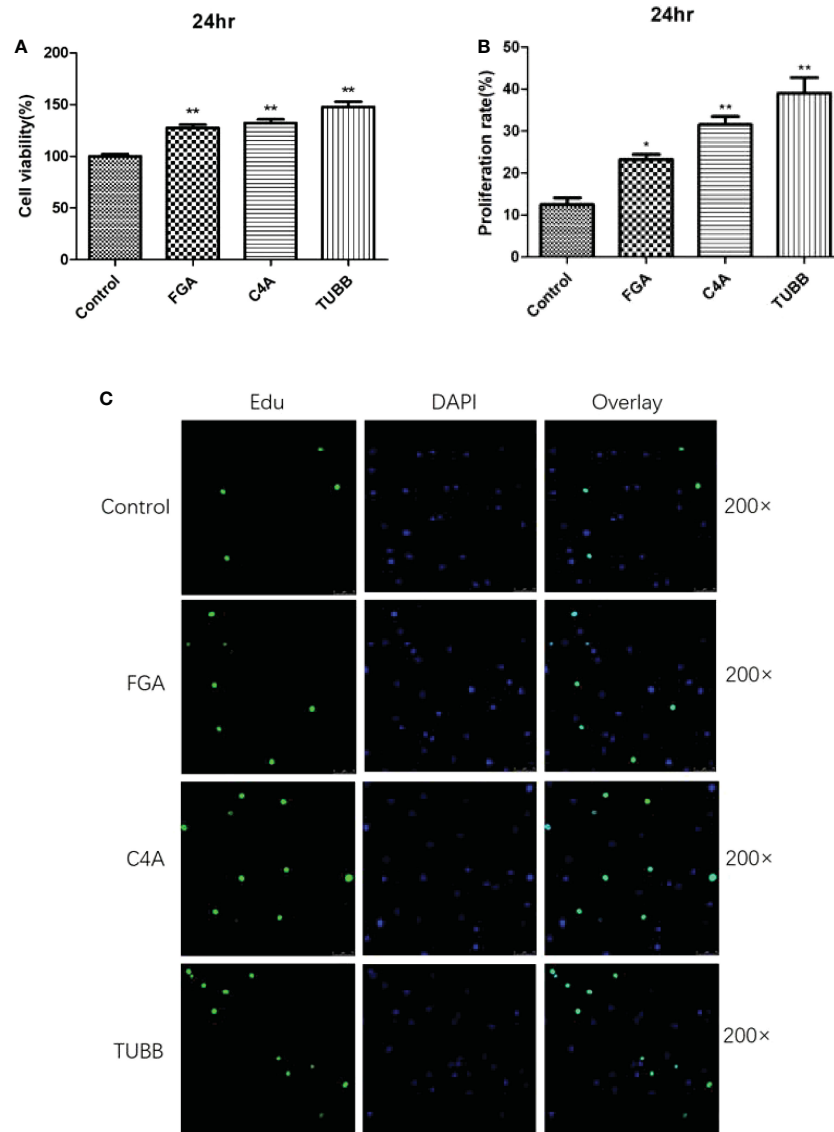 24hr
A
Cell viability(%)
200
150
100
50
0
**
**
**
Control
FGA
C4A
TUBB
24hr
B
Proliferation rate(%)
50
40
30
20
10
0
*
**
**
Control
FGA
C4A
TUBB
C
Edu
DAPI
Overlay
Control
200×
FGA
200×
C4A
200×
TUBB
200×